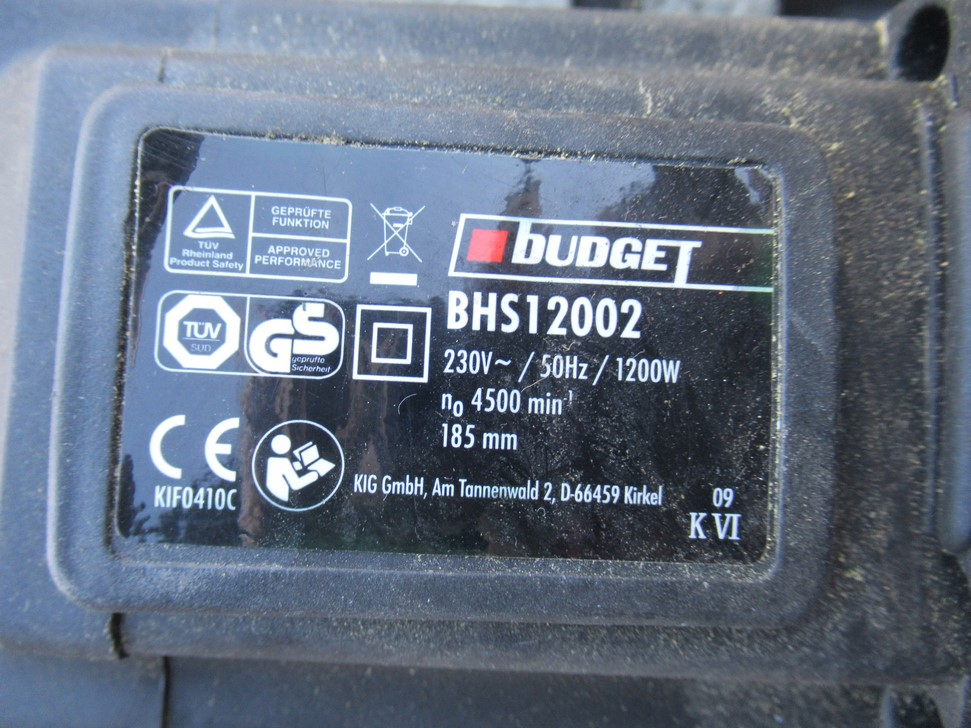 TÜV
Rheinland
Product Safety
GEPRÜFTE
FUNKTION
APPROVED
PERFORMANCE
BUDGET
BHS12002
230V~ / 50Hz / 1200W
n₀ 4500 min⁻¹
185 mm
TÜV
SUD
GS
geprüfte
Sicherheit
CE
KIF0410C
KIG GmbH, Am Tannenwald 2, D-66459 Kirkel
09
K VI